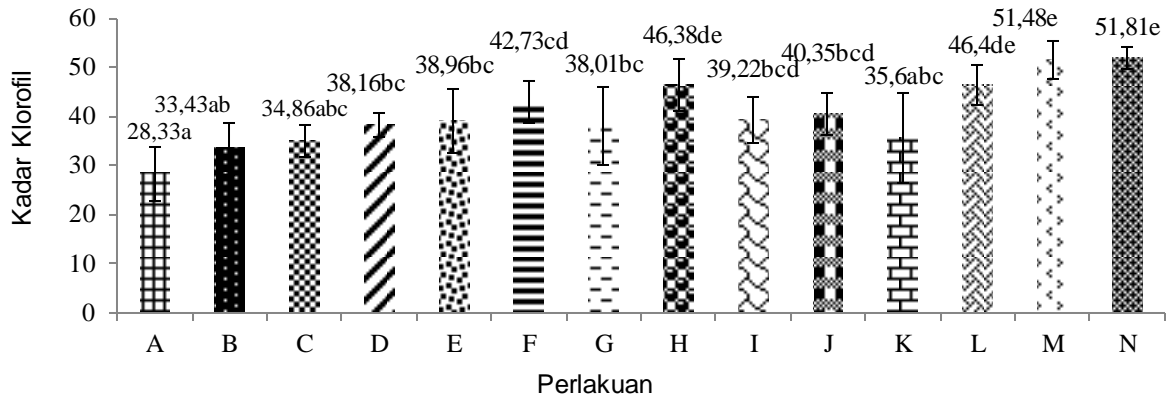 Kadar Klorofil
60
50
40
30
20
10
0
28,33a
33,43ab
34,86abc
38,16bc
38,96bc
42,73cd
38,01bc
46,38de
39,22bcd
40,35bcd
35,6abc
46,4de
51,48e
51,81e
A B C D E F G H I J K L M N
Perlakuan